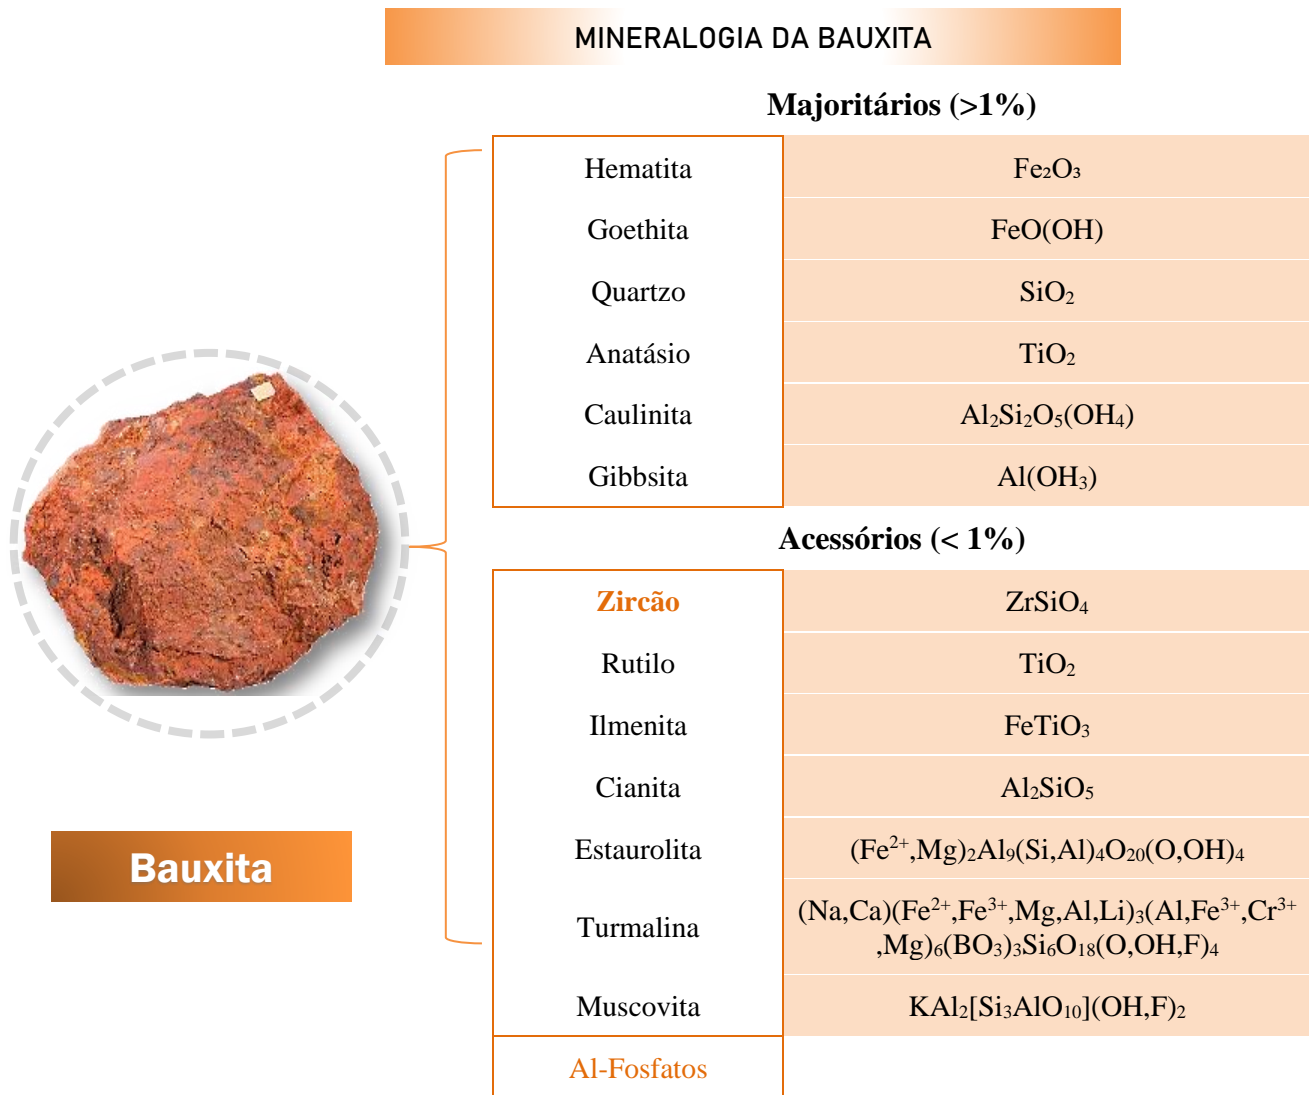 MINERALOGIA DA BAUXITA
Majoritários (>1%)
Hematita Fe₂O₃
Goethita FeO(OH)
Quartzo SiO₂
Anatásio TiO₂
Caulinita Al₂Si₂O₅(OH₄)
Gibbsita Al(OH₃)
Acessórios (< 1%)
Zircão ZrSiO₄
Rutilo TiO₂
Ilmenita FeTiO₃
Cianita Al₂SiO₅
Estaurolita (Fe²⁺,Mg)₂Al₉(Si,Al)₄O₂₀(O,OH)₄
Turmalina (Na,Ca)(Fe²⁺,Fe³⁺,Mg,Al,Li)₃(Al,Fe³⁺,Cr³⁺
,Mg)₆(BO₃)₃Si₆O₁₈(O,OH,F)₄
Muscovita KAl₂[Si₃AlO₁₀](OH,F)₂
Al-Fosfatos
Bauxita